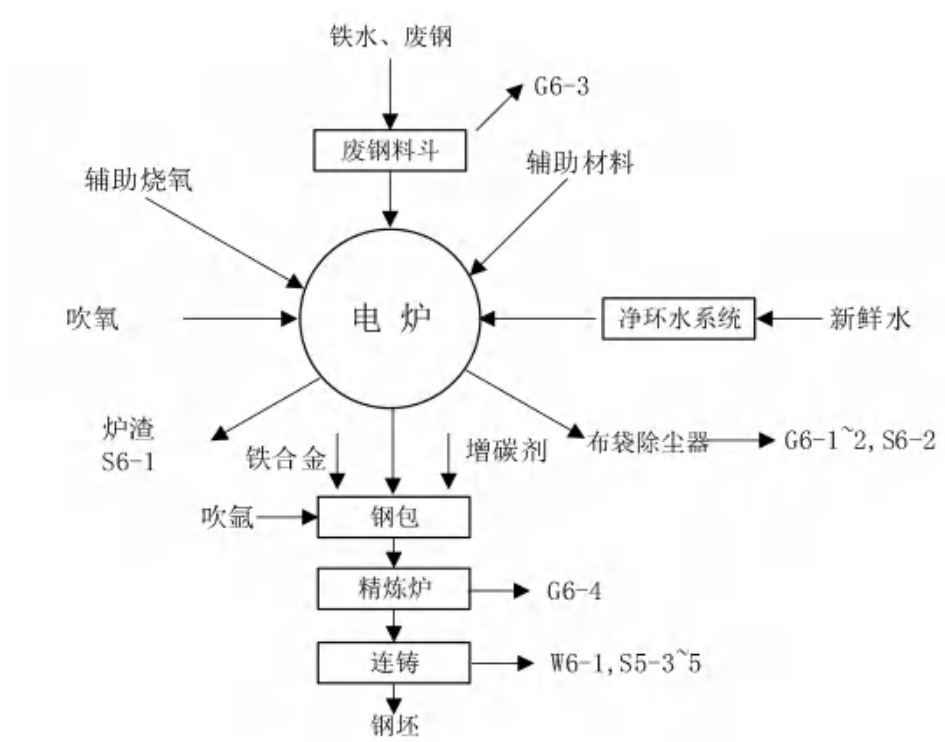 铁水、废钢
G6-3
废钢料斗
辅助材料
辅助烧氧
电 炉
吹氧
净环水系统
新鲜水
炉渣
S6-1
铁合金
增碳剂
布袋除尘器
G6-1~2,S6-2
吹氩
钢包
精炼炉
G6-4
连铸
W6-1,S5-3~5
钢坯